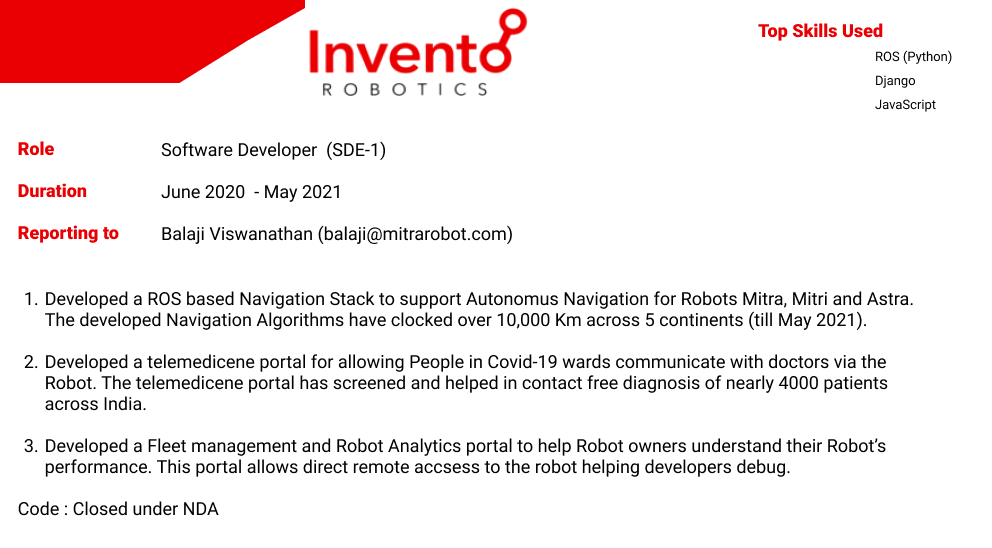 Invento
ROBOTICS
Top Skills Used
ROS (Python)
Django
JavaScript
Role Software Developer (SDE-1)
Duration June 2020 - May 2021
Reporting to Balaji Viswanathan (balaji@mitrarobot.com)
1. Developed a ROS based Navigation Stack to support Autonomus Navigation for Robots Mitra, Mitri and Astra.
The developed Navigation Algorithms have clocked over 10,000 Km across 5 continents (till May 2021).
2. Developed a telemedicene portal for allowing People in Covid-19 wards communicate with doctors via the
Robot. The telemedicene portal has screened and helped in contact free diagnosis of nearly 4000 patients
across India.
3. Developed a Fleet management and Robot Analytics portal to help Robot owners understand their Robot’s
performance. This portal allows direct remote accsess to the robot helping developers debug.
Code : Closed under NDA